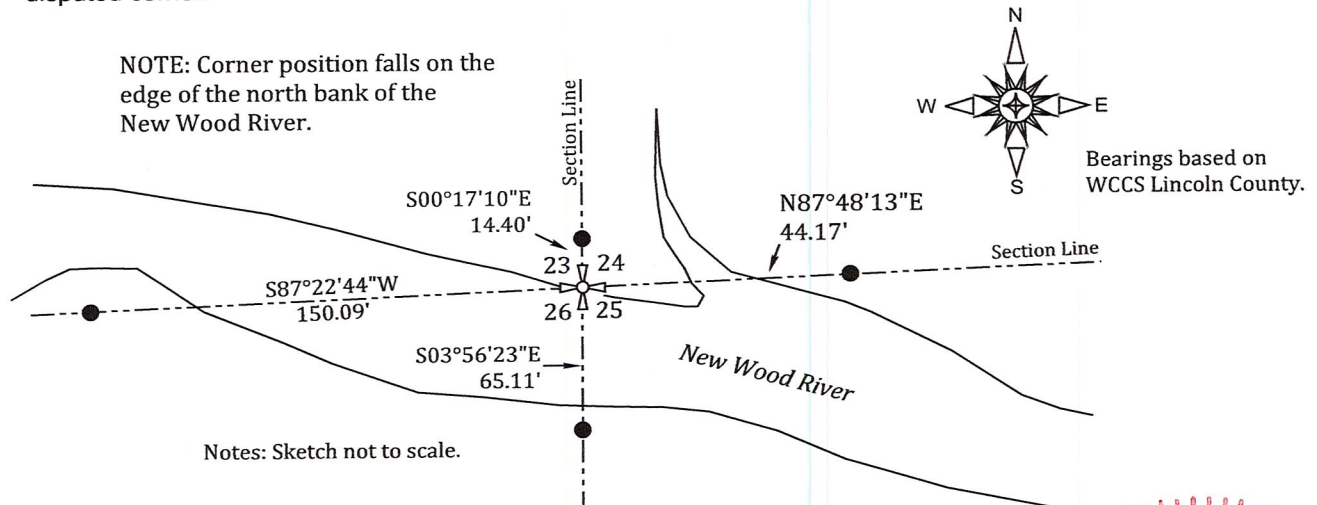 NOTE: Corner position falls on the
edge of the north bank of the
New Wood River.
Section Line
N
W
E
S
Bearings based on
WCCS Lincoln County.
S00°17'10"E
14.40'
N87°48'13"E
44.17'
Section Line
23 24
S87°22'44"W
150.09'
26 25
S03°56'23"E
65.11'
New Wood River
Notes: Sketch not to scale.